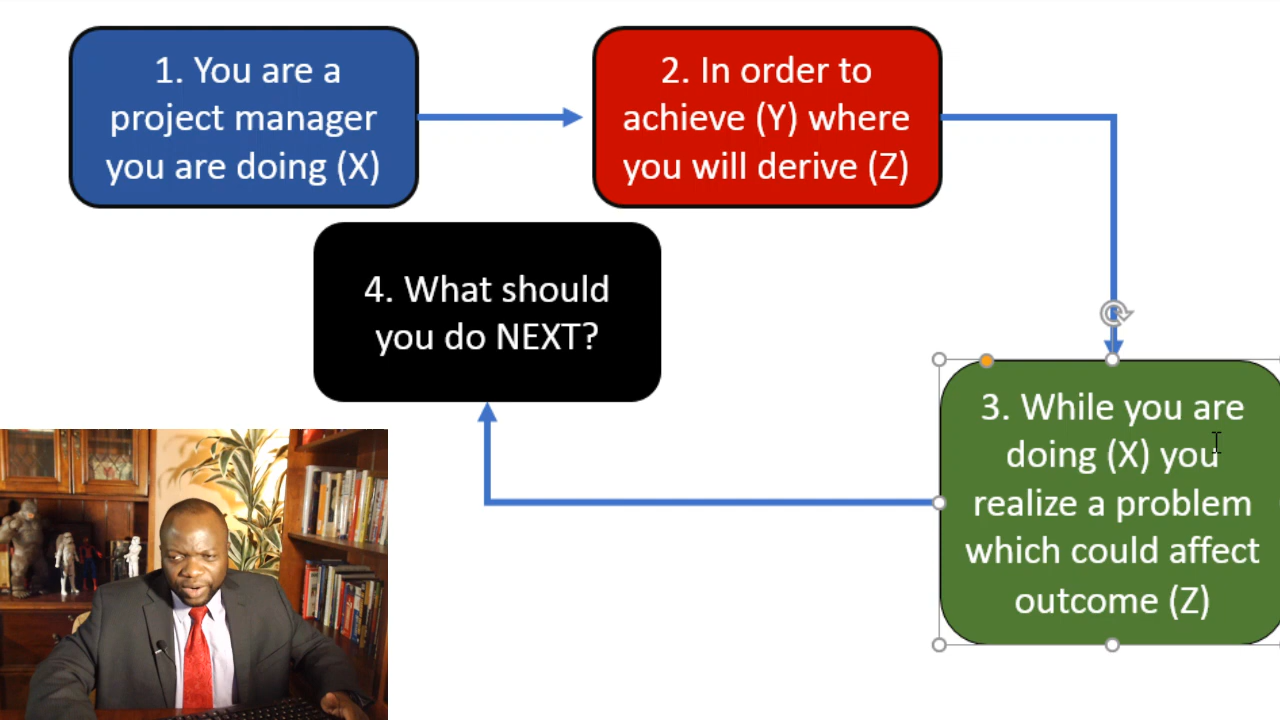 1. You are a
project manager
you are doing (X)
2. In order to
achieve (Y) where
you will derive (Z)
3. While you are
doing (X) you
realize a problem
which could affect
outcome (Z)
4. What should
you do NEXT?